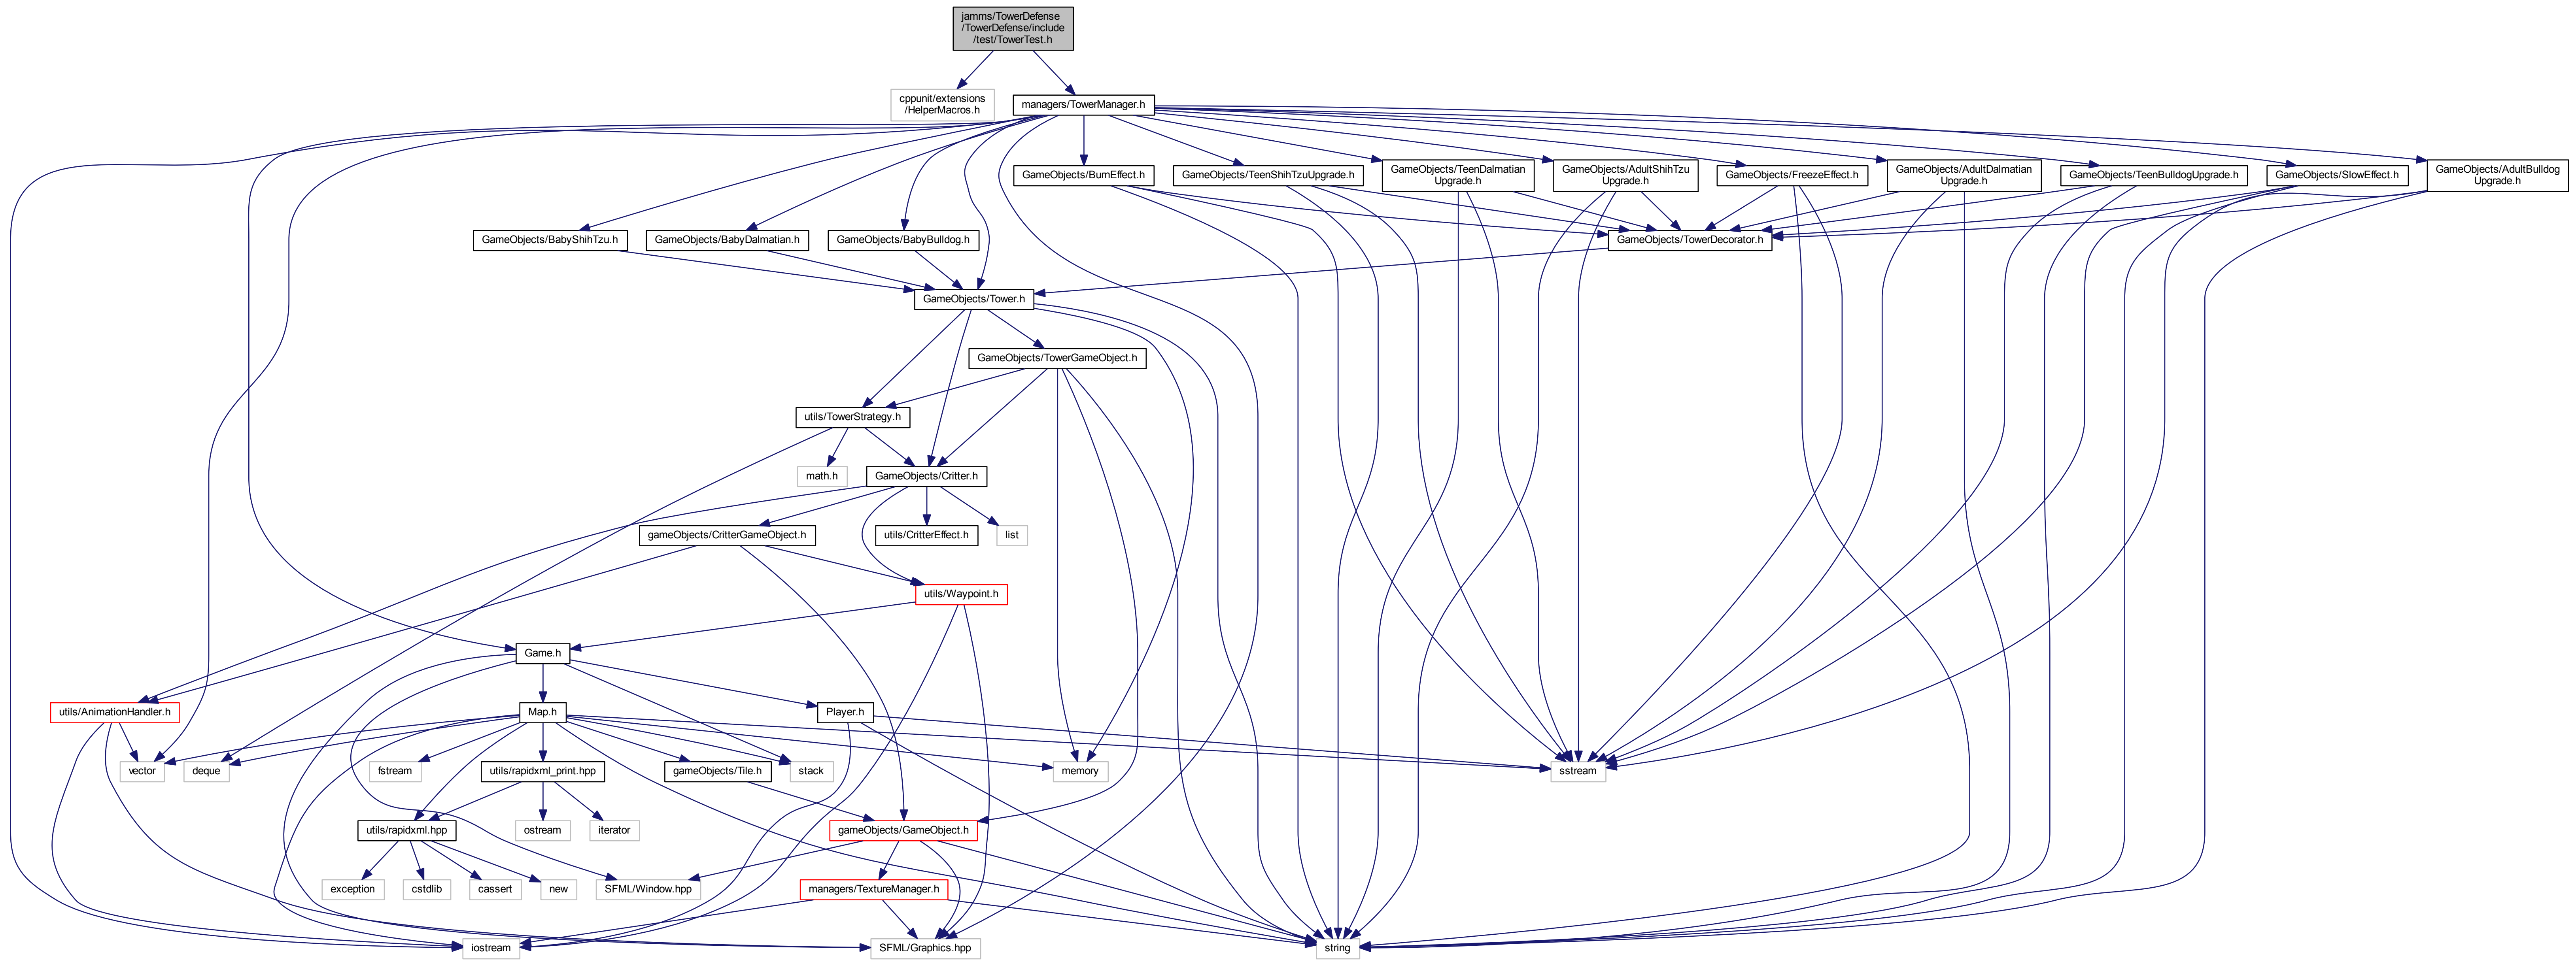 jamms/TowerDefense
/TowerDefense/include
/test/TowerTest.h
cppunit/extensions
/HelperMacros.h
managers/TowerManager.h
GameObjects/BurnEffect.h
GameObjects/TeenShihTzuUpgrade.h
GameObjects/TeenDalmatian
Upgrade.h
GameObjects/AdultShihTzu
Upgrade.h
GameObjects/FreezeEffect.h
GameObjects/AdultDalmatian
Upgrade.h
GameObjects/TeenBulldogUpgrade.h
GameObjects/SlowEffect.h
GameObjects/AdultBulldog
Upgrade.h
GameObjects/BabyShihTzu.h
GameObjects/BabyDalmatian.h
GameObjects/BabyBulldog.h
GameObjects/TowerDecorator.h
GameObjects/Tower.h
GameObjects/TowerGameObject.h
utils/TowerStrategy.h
math.h
GameObjects/Critter.h
gameObjects/CritterGameObject.h
utils/CritterEffect.h
list
utils/Waypoint.h
Game.h
utils/AnimationHandler.h
Map.h
Player.h
vector
deque
fstream
utils/rapidxml_print.hpp
gameObjects/Tile.h
stack
memory
sstream
utils/rapidxml.hpp
ostream
iterator
gameObjects/GameObject.h
exception
cstdlib
cassert
new
SFML/Window.hpp
managers/TextureManager.h
iostream
SFML/Graphics.hpp
string